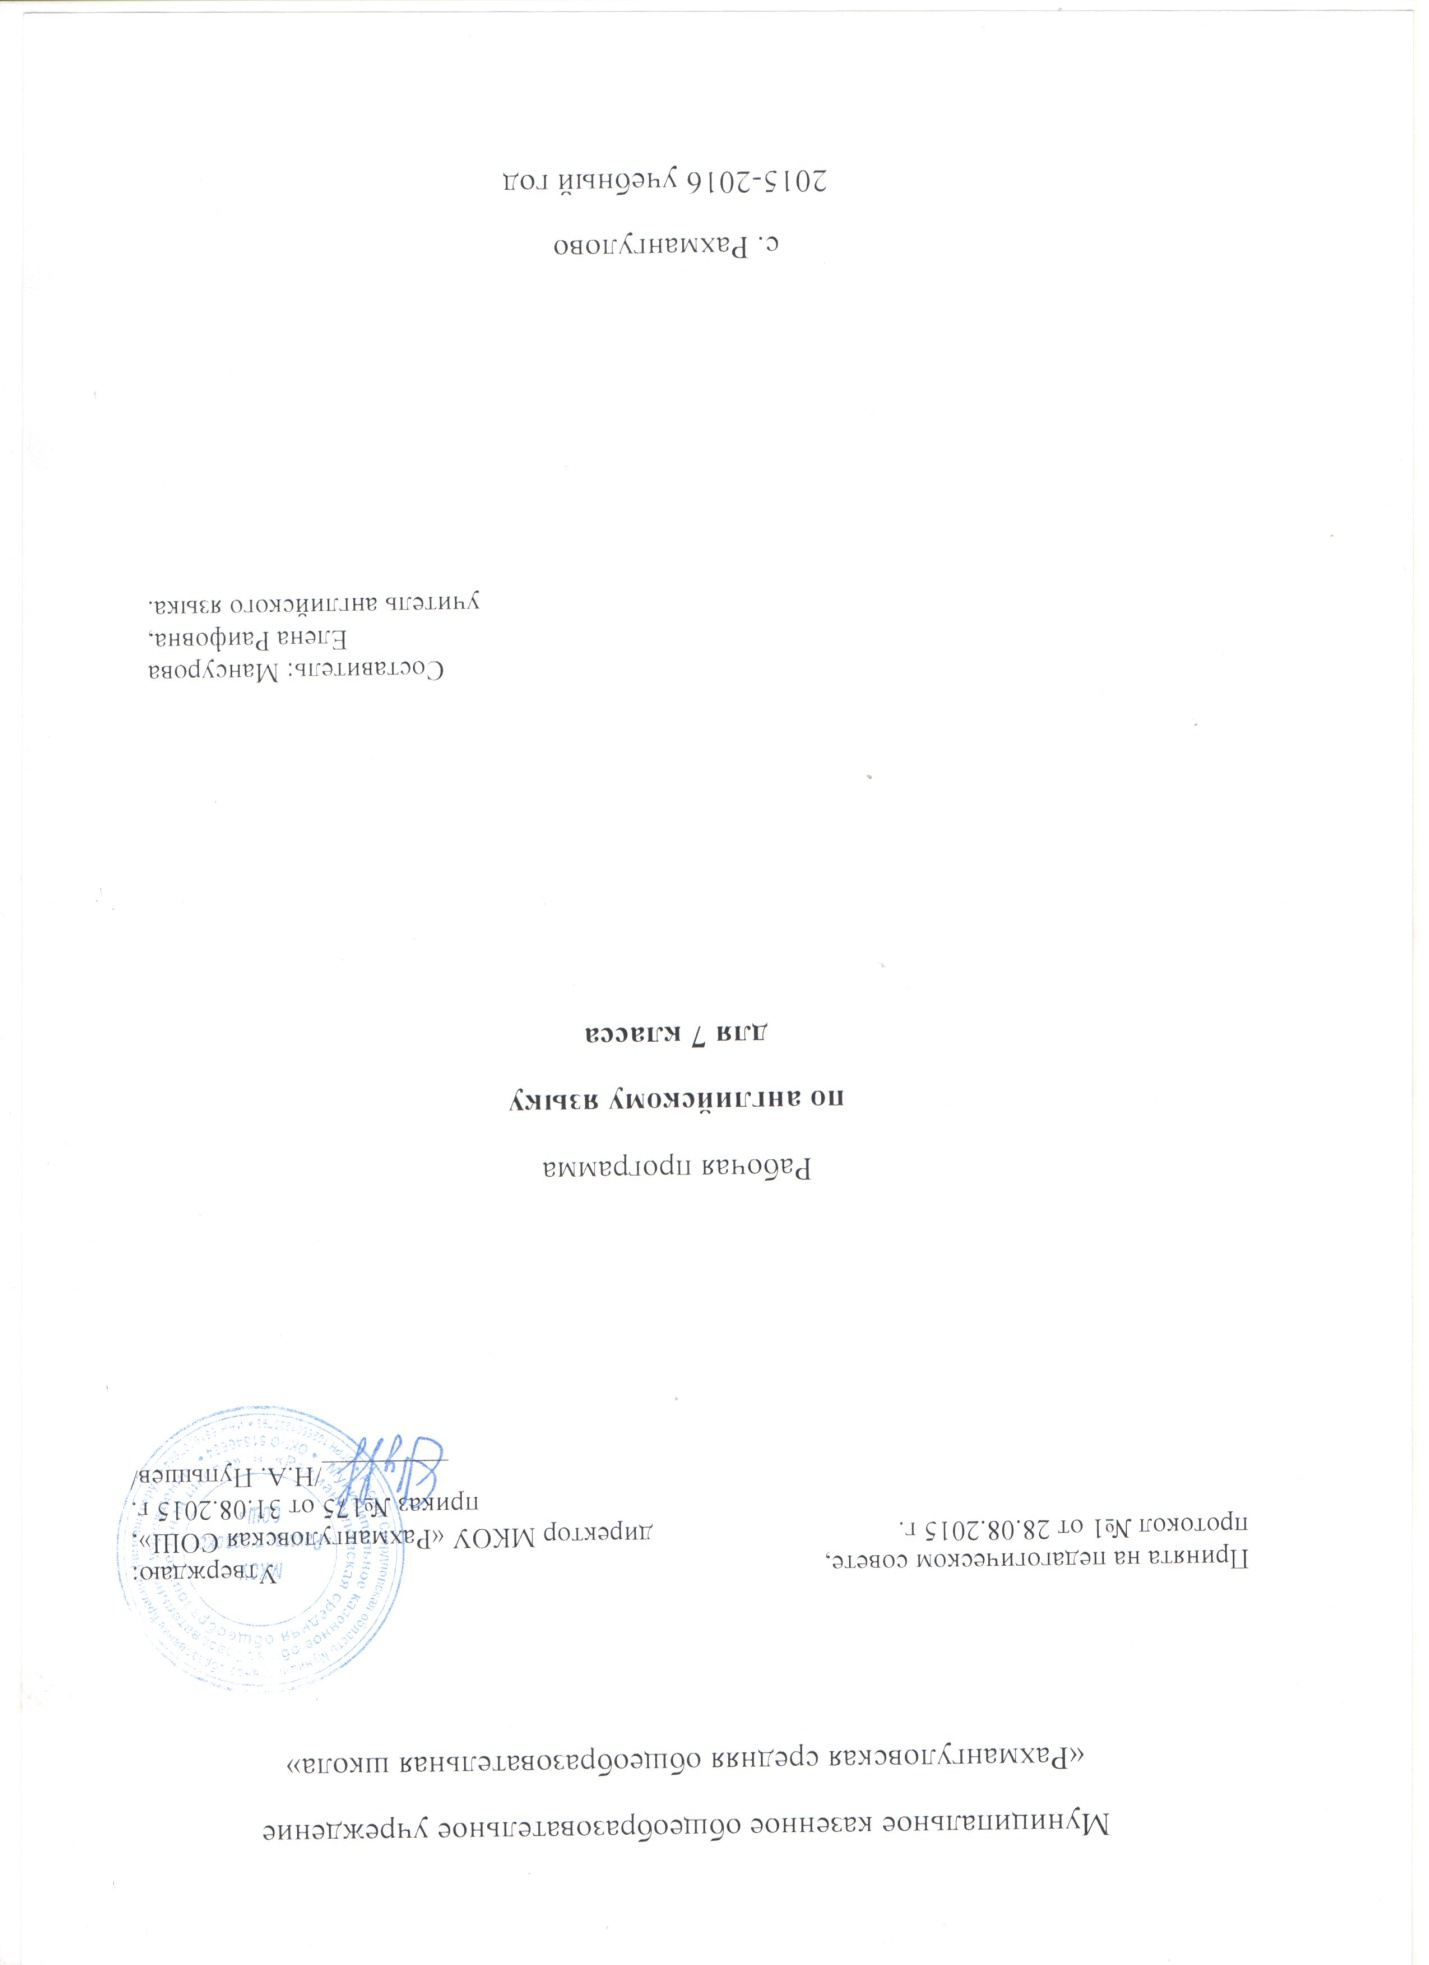 Муниципальное казенное общеобразовательное учреждение
«Рахмангуловская средняя общеобразовательная школа»
Принята на педагогическом совете,
протокол №1 от 28.08.2015 г.
Утверждаю:
директор МКОУ «Рахмангуловская СОШ»,
приказ №175 от 31.08.2015 г.
/Н.А. Пупышев/
Рабочая программа
по английскому языку
для 7 класса
Составитель: Мансурова
Елена Раифовна,
учитель английского языка.
с. Рахмангулово
2015-2016 учебный год